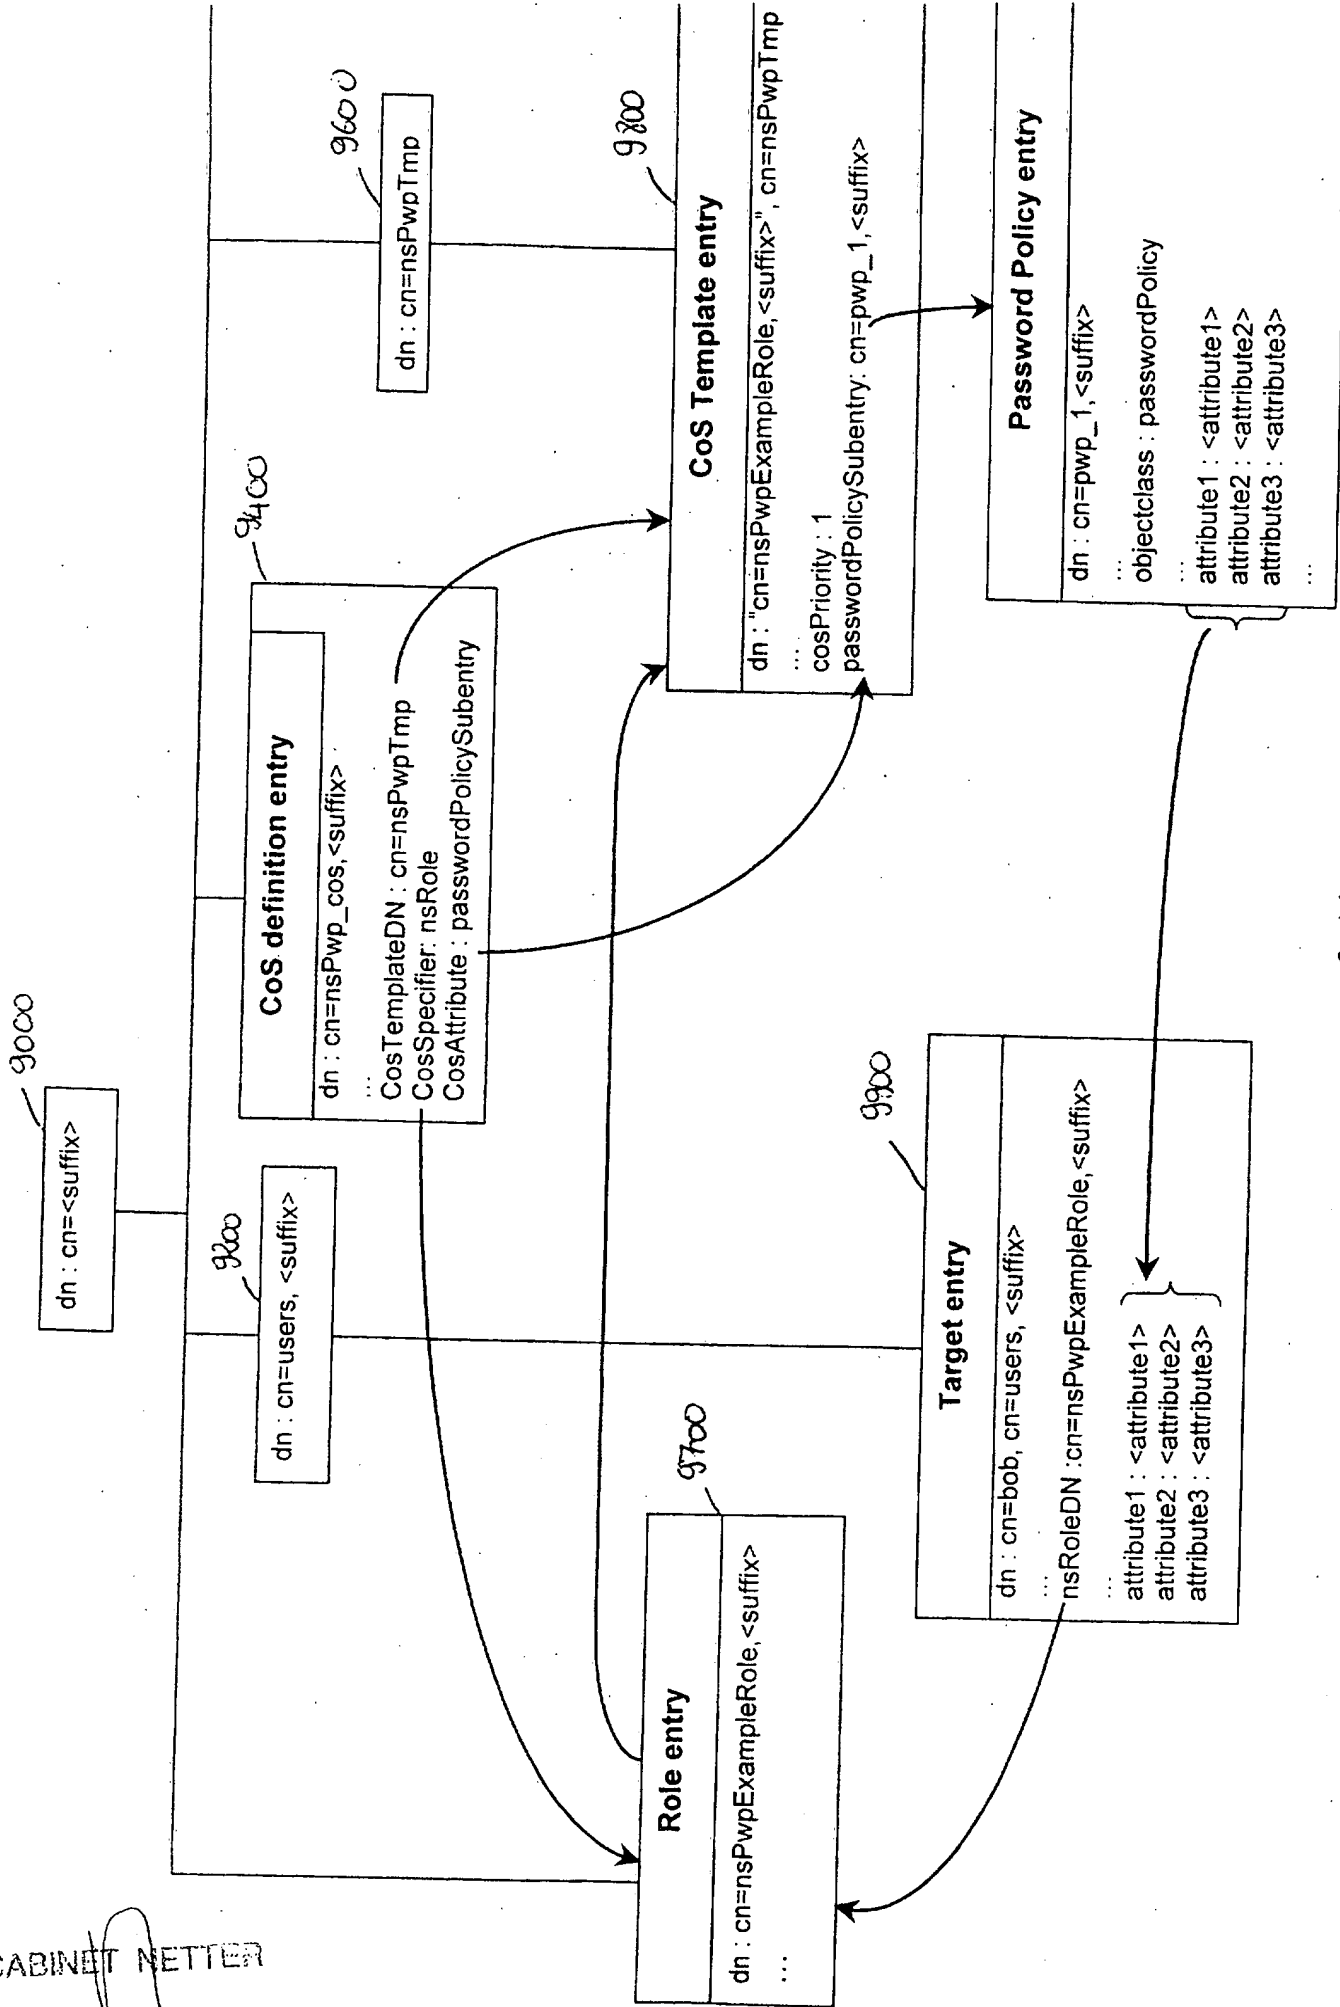 CABINET NETTER
9000
dn : cn=<suffix>
9200
dn : cn=users, <suffix>
9400
CoS definition entry
dn : cn=nsPwp_cos,<suffix>
...
CosTemplateDN : cn=nsPwpTmp
CosSpecifier: nsRole
CosAttribute : passwordPolicySubentry
9600
dn : cn=nsPwpTmp
9700
Role entry
dn : cn=nsPwpExampleRole,<suffix>
...
9800
CoS Template entry
dn : "cn=nsPwpExampleRole,<suffix>", cn=nsPwpTmp
...
cosPriority : 1
passwordPolicySubentry: cn=pwp_1,<suffix>
9900
Target entry
dn : cn=bob, cn=users, <suffix>
...
nsRoleDN :cn=nsPwpExampleRole,<suffix>
...
attribute1 : <attribute1>
attribute2 : <attribute2>
attribute3 : <attribute3>
Password Policy entry
dn : cn=pwp_1,<suffix>
...
objectclass : passwordPolicy
...
attribute1 : <attribute1>
attribute2 : <attribute2>
attribute3 : <attribute3>
...